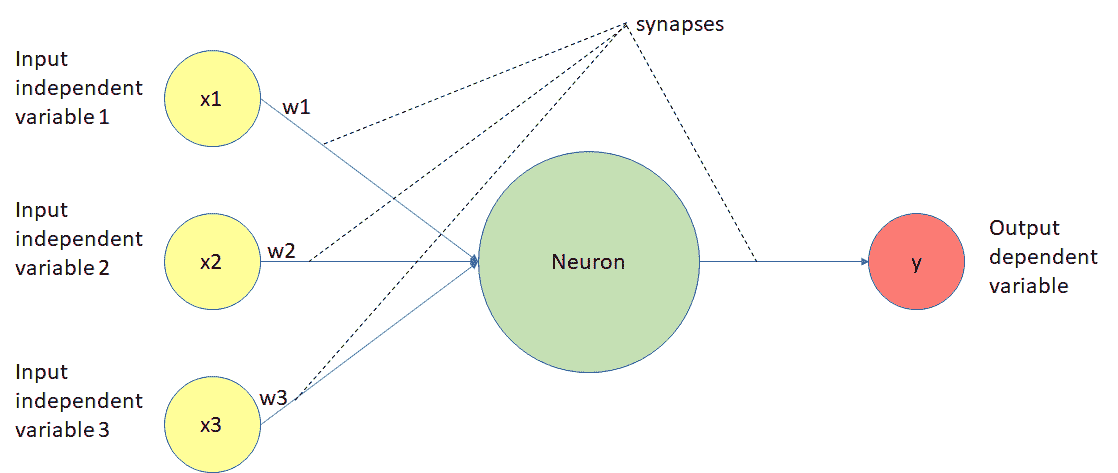 synapses
Input
independent
variable 1
x1
w1
Input
independent
variable 2
x2
w2
Neuron
y
Output
dependent
variable
Input
independent
variable 3
x3
w3